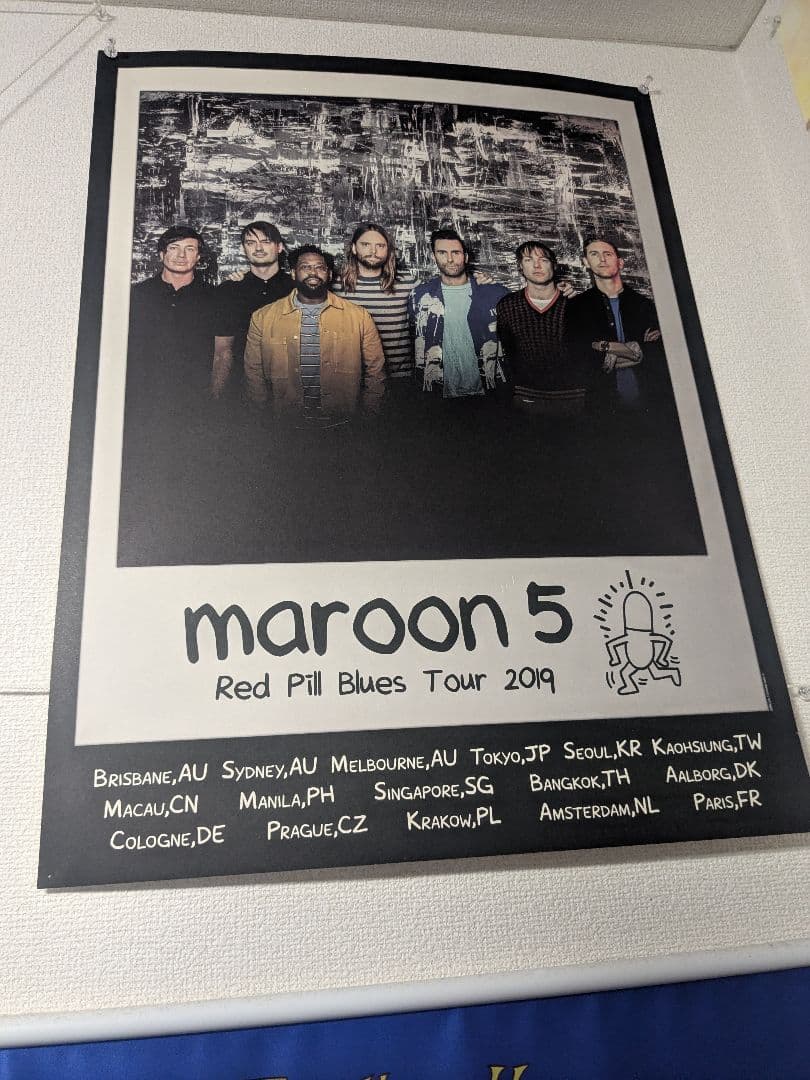 maroon 5
Red Pill Blues Tour 2019
BRISBANE,AU SYDNEY,AU MELBOURNE,AU TOKYO,JP SEOUL,KR KAOHSIUNG,TW
MACAU,CN MANILA,PH SINGAPORE,SG BANGKOK,TH AALBORG,DK
COLOGNE,DE PRAGUE,CZ KRAKOW,PL AMSTERDAM,NL PARIS,FR